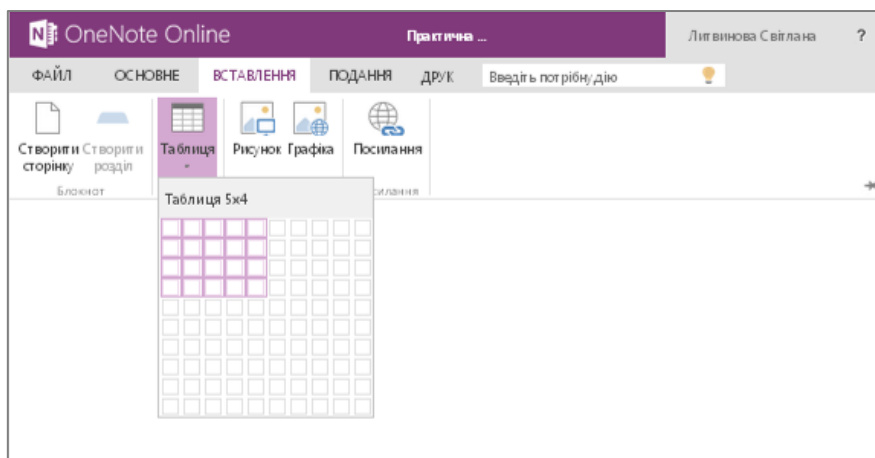 N OneNote Online Практична ... Литвинова Світлана ?
ФАЙЛ ОСНОВНЕ ВСТАВЛЕННЯ ПОДАННЯ ДРУК Введіть потрібну дію
Створити Створити Таблиця Рисунок Графіка Посилання
сторінку розділ
Блокнот силання
Таблиця 5x4